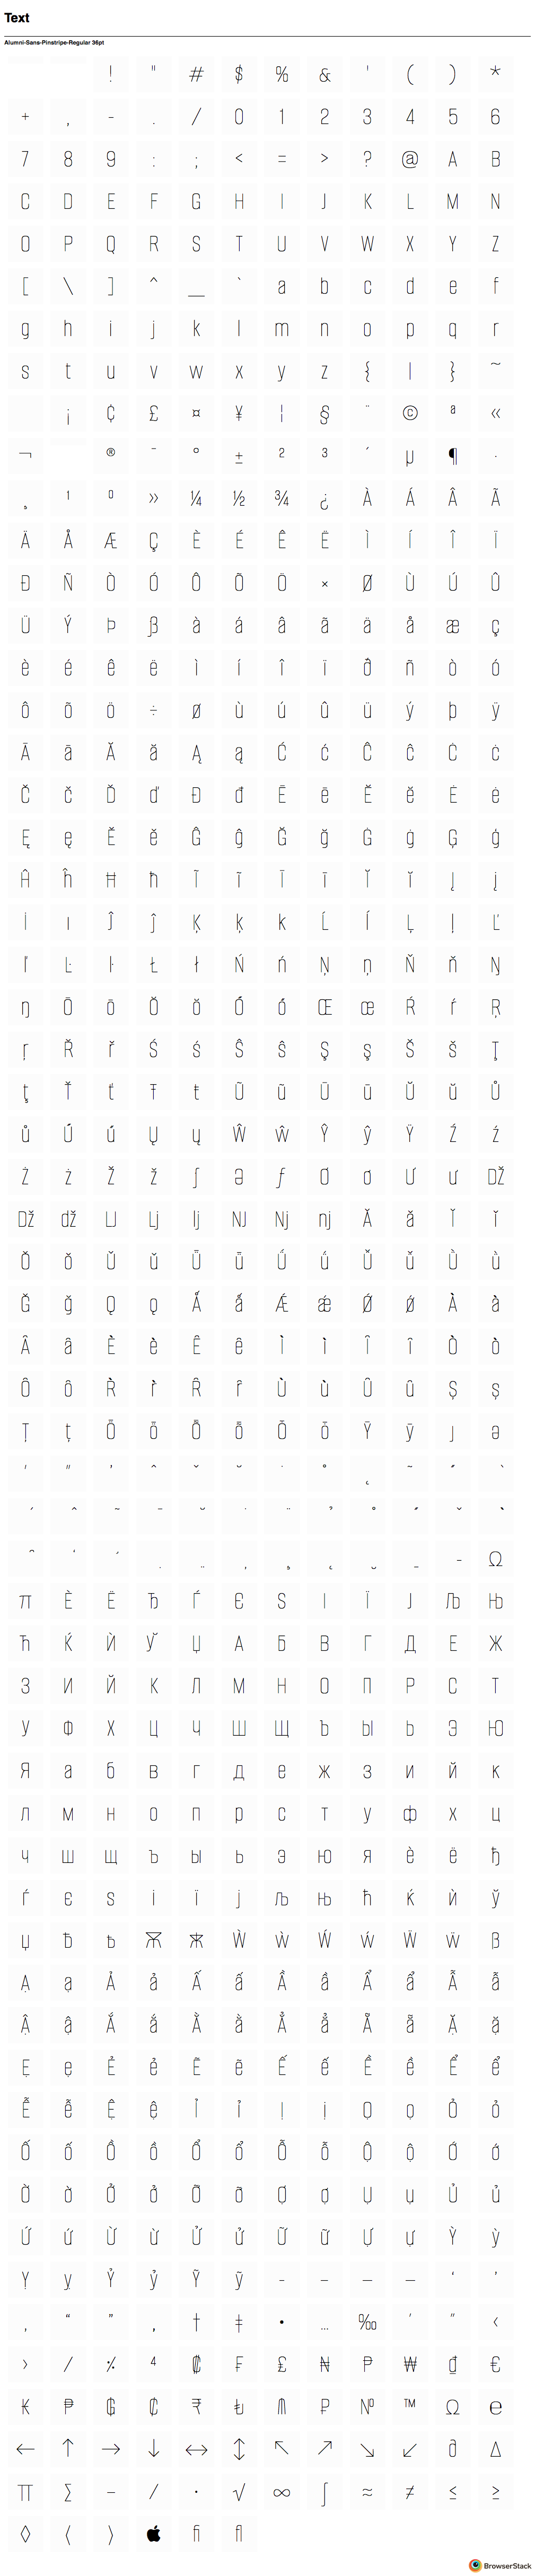 Text
Alumni-Sans-Pinstripe-Regular 36pt
! " # $ % & ' ( ) *
+ , - . / 0 1 2 3 4 5 6
7 8 9 : ; < = > ? @ A B
C D E F G H I J K L M N
O P Q R S T U V W X Y Z
[ \ ] ^ _ ` a b c d e f
g h i j k l m n o p q r
s t u v w x y z { | } ~
¡ ¢ £ ¤ ¥ ¦ § ¨ © ª «
¬ ® ¯ ° ± ² ³ ´ µ ¶ ·
¸ ¹ º » ¼ ½ ¾ ¿ À Á Â Ã
Ä Å Æ Ç È É Ê Ë Ì Í Î Ï
Ð Ñ Ò Ó Ô Õ Ö × Ø Ù Ú Û
Ü Ý Þ ß à á â ã ä å æ ç
è é ê ë ì í î ï ð ñ ò ó
ô õ ö ÷ ø ù ú û ü ý þ ÿ
Ā ā Ă ă Ą ą Ć ć Ĉ ĉ Ċ ċ
Č č Ď ď Đ đ Ē ē Ĕ ĕ Ė ė
Ę ę Ě ě Ĝ ĝ Ğ ğ Ġ ġ Ģ ģ
Ĥ ĥ Ħ ħ Ĩ ĩ Ī ī Ĭ ĭ Į į
İ ı Ĵ ĵ Ķ ķ ĸ Ĺ ĺ Ļ ļ Ľ
ľ Ŀ ŀ Ł ł Ń ń Ņ ņ Ň ň Ŋ
ŋ Ō ō Ŏ ŏ Ő ő Œ œ Ŕ ŕ Ŗ
ŗ Ř ř Ś ś Ŝ ŝ Ş ş Š š Ţ
ţ Ť ť Ŧ ŧ Ũ ũ Ū ū Ŭ ŭ Ů
ů Ű ű Ų ų Ŵ ŵ Ŷ ŷ Ÿ Ź ź
Ż ż Ž ž ſ Ə ƒ Ơ ơ Ư ư Ǆ
ǅ ǆ Ǉ ǈ ǉ Ǌ ǋ ǌ Ǎ ǎ Ǐ ǐ
Ǒ ǒ Ǔ ǔ Ǖ ǖ Ǘ ǘ Ǚ ǚ Ǜ ǜ
Ǧ ǧ Ǫ ǫ Ǻ ǻ Ǽ ǽ Ǿ ǿ Ȁ ȁ
Ȃ ȃ Ȅ ȅ Ȇ ȇ Ȉ ȉ Ȋ ȋ Ȍ ȍ
Ȏ ȏ Ȑ ȑ Ȓ ȓ Ȕ ȕ Ȗ ȗ Ș ș
Ț ț Ȫ ȫ Ȭ ȭ Ȱ ȱ Ȳ ȳ ȷ ə
ʹ ʺ ʼ ˆ ˇ ˘ ˙ ˚ ˛ ˜ ˝
Ω
π Ѐ Ё Ђ Ѓ Є Ѕ І Ї Ј Љ Њ
Ћ Ќ Ѝ Ў Џ А Б В Г Д Е Ж
З И Й К Л М Н О П Р С Т
У Ф Х Ц Ч Ш Щ Ъ Ы Ь Э Ю
Я а б в г д е ж з и й к
л м н о п р с т у ф х ц
ч ш щ ъ ы ь э ю я ѐ ё ђ
ѓ є ѕ і ї ј љ њ ћ ќ ѝ ў
џ Ѣ ѣ Ѫ ѫ Ẁ ẁ Ẃ ẃ Ẅ ẅ ẞ
Ạ ạ Ả ả Ấ ấ Ầ ầ Ẩ ẩ Ẫ ẫ
Ậ ậ Ắ ắ Ằ ằ Ẳ ẳ Ẵ ẵ Ặ ặ
Ẹ ẹ Ẻ ẻ Ẽ ẽ Ế ế Ề ề Ể ể
Ễ ễ Ệ ệ Ỉ ỉ Ị ị Ọ ọ Ỏ ỏ
Ố ố Ồ ồ Ổ ổ Ỗ ỗ Ộ ộ Ớ ớ
Ờ ờ Ở ở Ỡ ỡ Ợ ợ Ụ ụ Ủ ủ
Ứ ứ Ừ ừ Ử ử Ữ ữ Ự ự Ỳ ỳ
Ỵ ỵ Ỷ ỷ Ỹ ỹ ‐ – — ― ‘ ’
‚ “ ” „ † ‡ • … ‰ ′ ″ ‹
› ⁄ ⁒ ⁴ ₡ ₣ ₤ ₦ ₱ ₩ ₫ €
₭ ₱ ₲ ₵ ₹ ₺ ₼ ₽ № ™ Ω ℮
← ↑ → ↓ ↔ ↕ ↖ ↗ ↘ ↙ ∂ ∆
∏ ∑ − ∕ ∙ √ ∞ ∫ ≈ ≠ ≤ ≥
◊ ⟨ ⟩  ﬁ ﬂ
BrowserStack